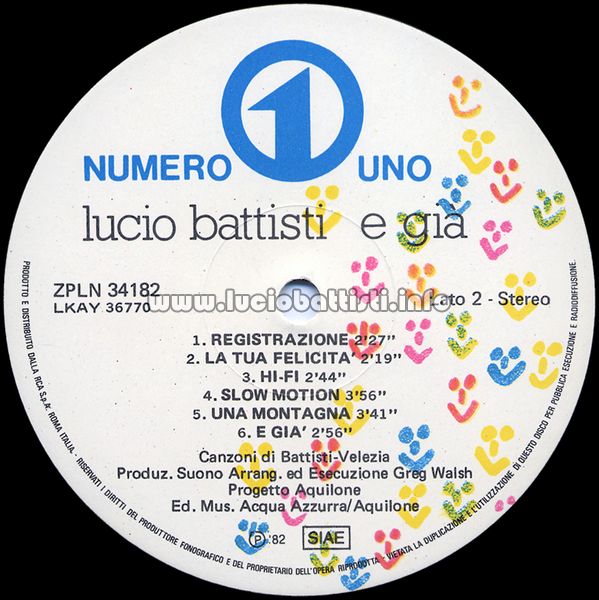 NUMERO 1 UNO
lucio battisti e già
ZPLN 34182
LKAY 36770
www.luciobattisti.info
Lato 2 - Stereo
1. REGISTRAZIONE 2'27"
2. LA TUA FELICITA' 2'19"
3. HI-FI 2'44"
4. SLOW MOTION 3'56"
5. UNA MONTAGNA 3'41"
6. E GIA' 2'56"
Canzoni di Battisti-Velezia
Produz. Suono Arrang. ed Esecuzione Greg Walsh
Progetto Aquilone
Ed. Mus. Acqua Azzurra/Aquilone
Ⓟ '82 SIAE
PRODOTTO E DISTRIBUITO DALLA RCA S.p.A. ROMA ITALIA - RISERVATI I DIRITTI DEL PRODUTTORE FONOGRAFICO E DEL PROPRIETARIO DELL'OPERA RIPRODOTTA - VIETATA LA DUPLICAZIONE E L'UTILIZZAZIONE DI QUESTO DISCO PER PUBBLICA ESECUZIONE E RADIODIFFUSIONE.